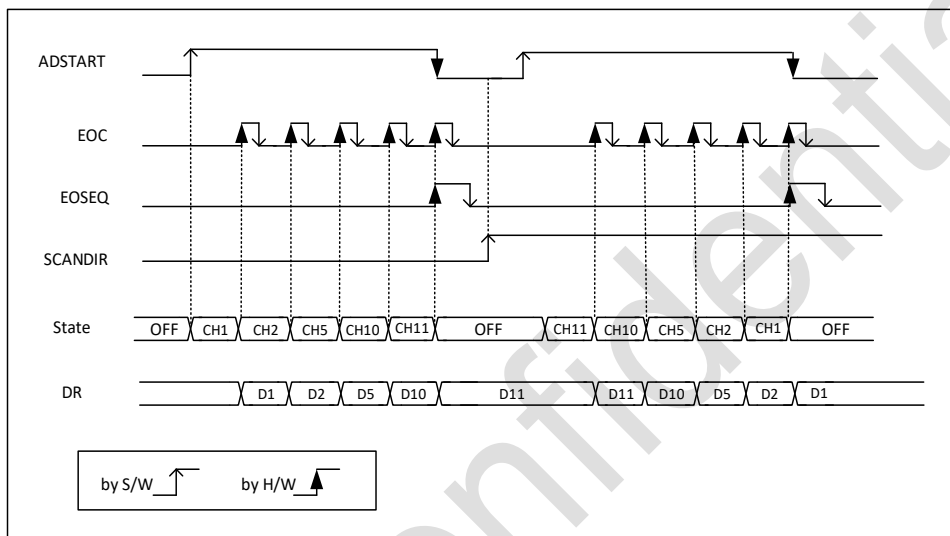 ADSTART
EOC
EOSEQ
SCANDIR
State OFF CH1 CH2 CH5 CH10 CH11 OFF CH11 CH10 CH5 CH2 CH1 OFF
DR D1 D2 D5 D10 D11 D11 D10 D5 D2 D1
by S/W by H/W
onfidentia